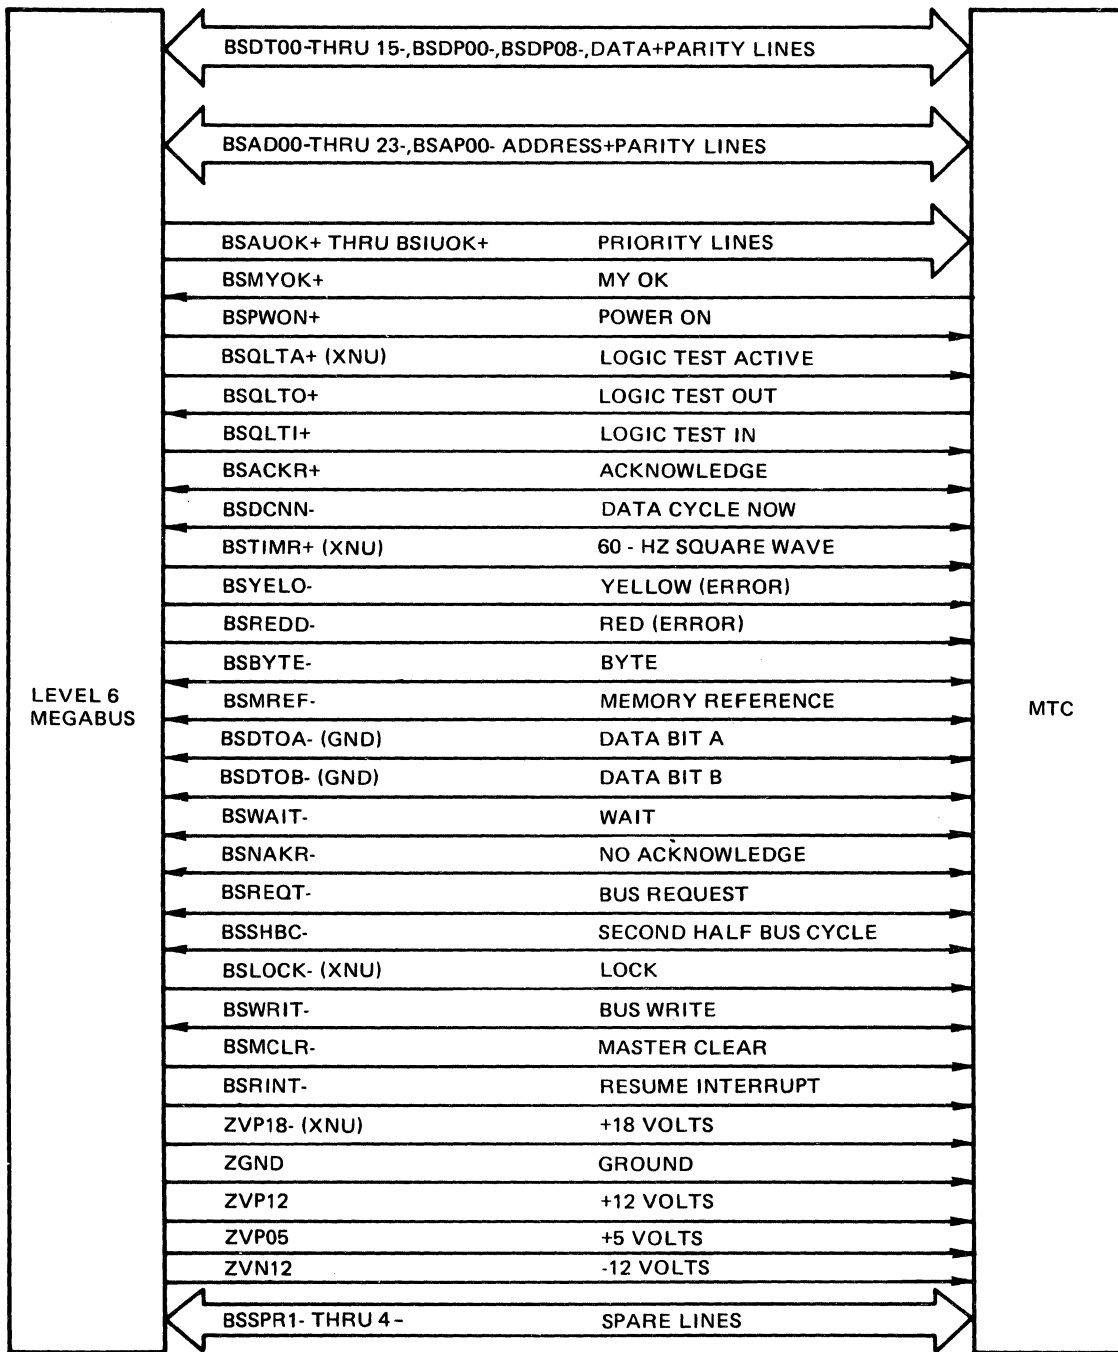 BSDT00-THRU 15-,BSDP00-,BSDP08-,DATA+PARITY LINES
BSAD00-THRU 23-,BSAP00- ADDRESS+PARITY LINES
BSAUOK+ THRU BSIUOK+ PRIORITY LINES
BSMYOK+ MY OK
BSPWON+ POWER ON
BSQLTA+ (XNU) LOGIC TEST ACTIVE
BSQLTO+ LOGIC TEST OUT
BSQLTI+ LOGIC TEST IN
BSACKR+ ACKNOWLEDGE
BSDCNN- DATA CYCLE NOW
BSTIMR+ (XNU) 60 - HZ SQUARE WAVE
BSYELO- YELLOW (ERROR)
BSREDD- RED (ERROR)
BSBYTE- BYTE
LEVEL 6
MEGABUS
BSMREF- MEMORY REFERENCE
MTC
BSDTOA- (GND) DATA BIT A
BSDTOB- (GND) DATA BIT B
BSWAIT- WAIT
BSNAKR- NO ACKNOWLEDGE
BSREQT- BUS REQUEST
BSSHBC- SECOND HALF BUS CYCLE
BSLOCK- (XNU) LOCK
BSWRIT- BUS WRITE
BSMCLR- MASTER CLEAR
BSRINT- RESUME INTERRUPT
ZVP18- (XNU) +18 VOLTS
ZGND GROUND
ZVP12 +12 VOLTS
ZVP05 +5 VOLTS
ZVN12 -12 VOLTS
BSSPR1- THRU 4- SPARE LINES